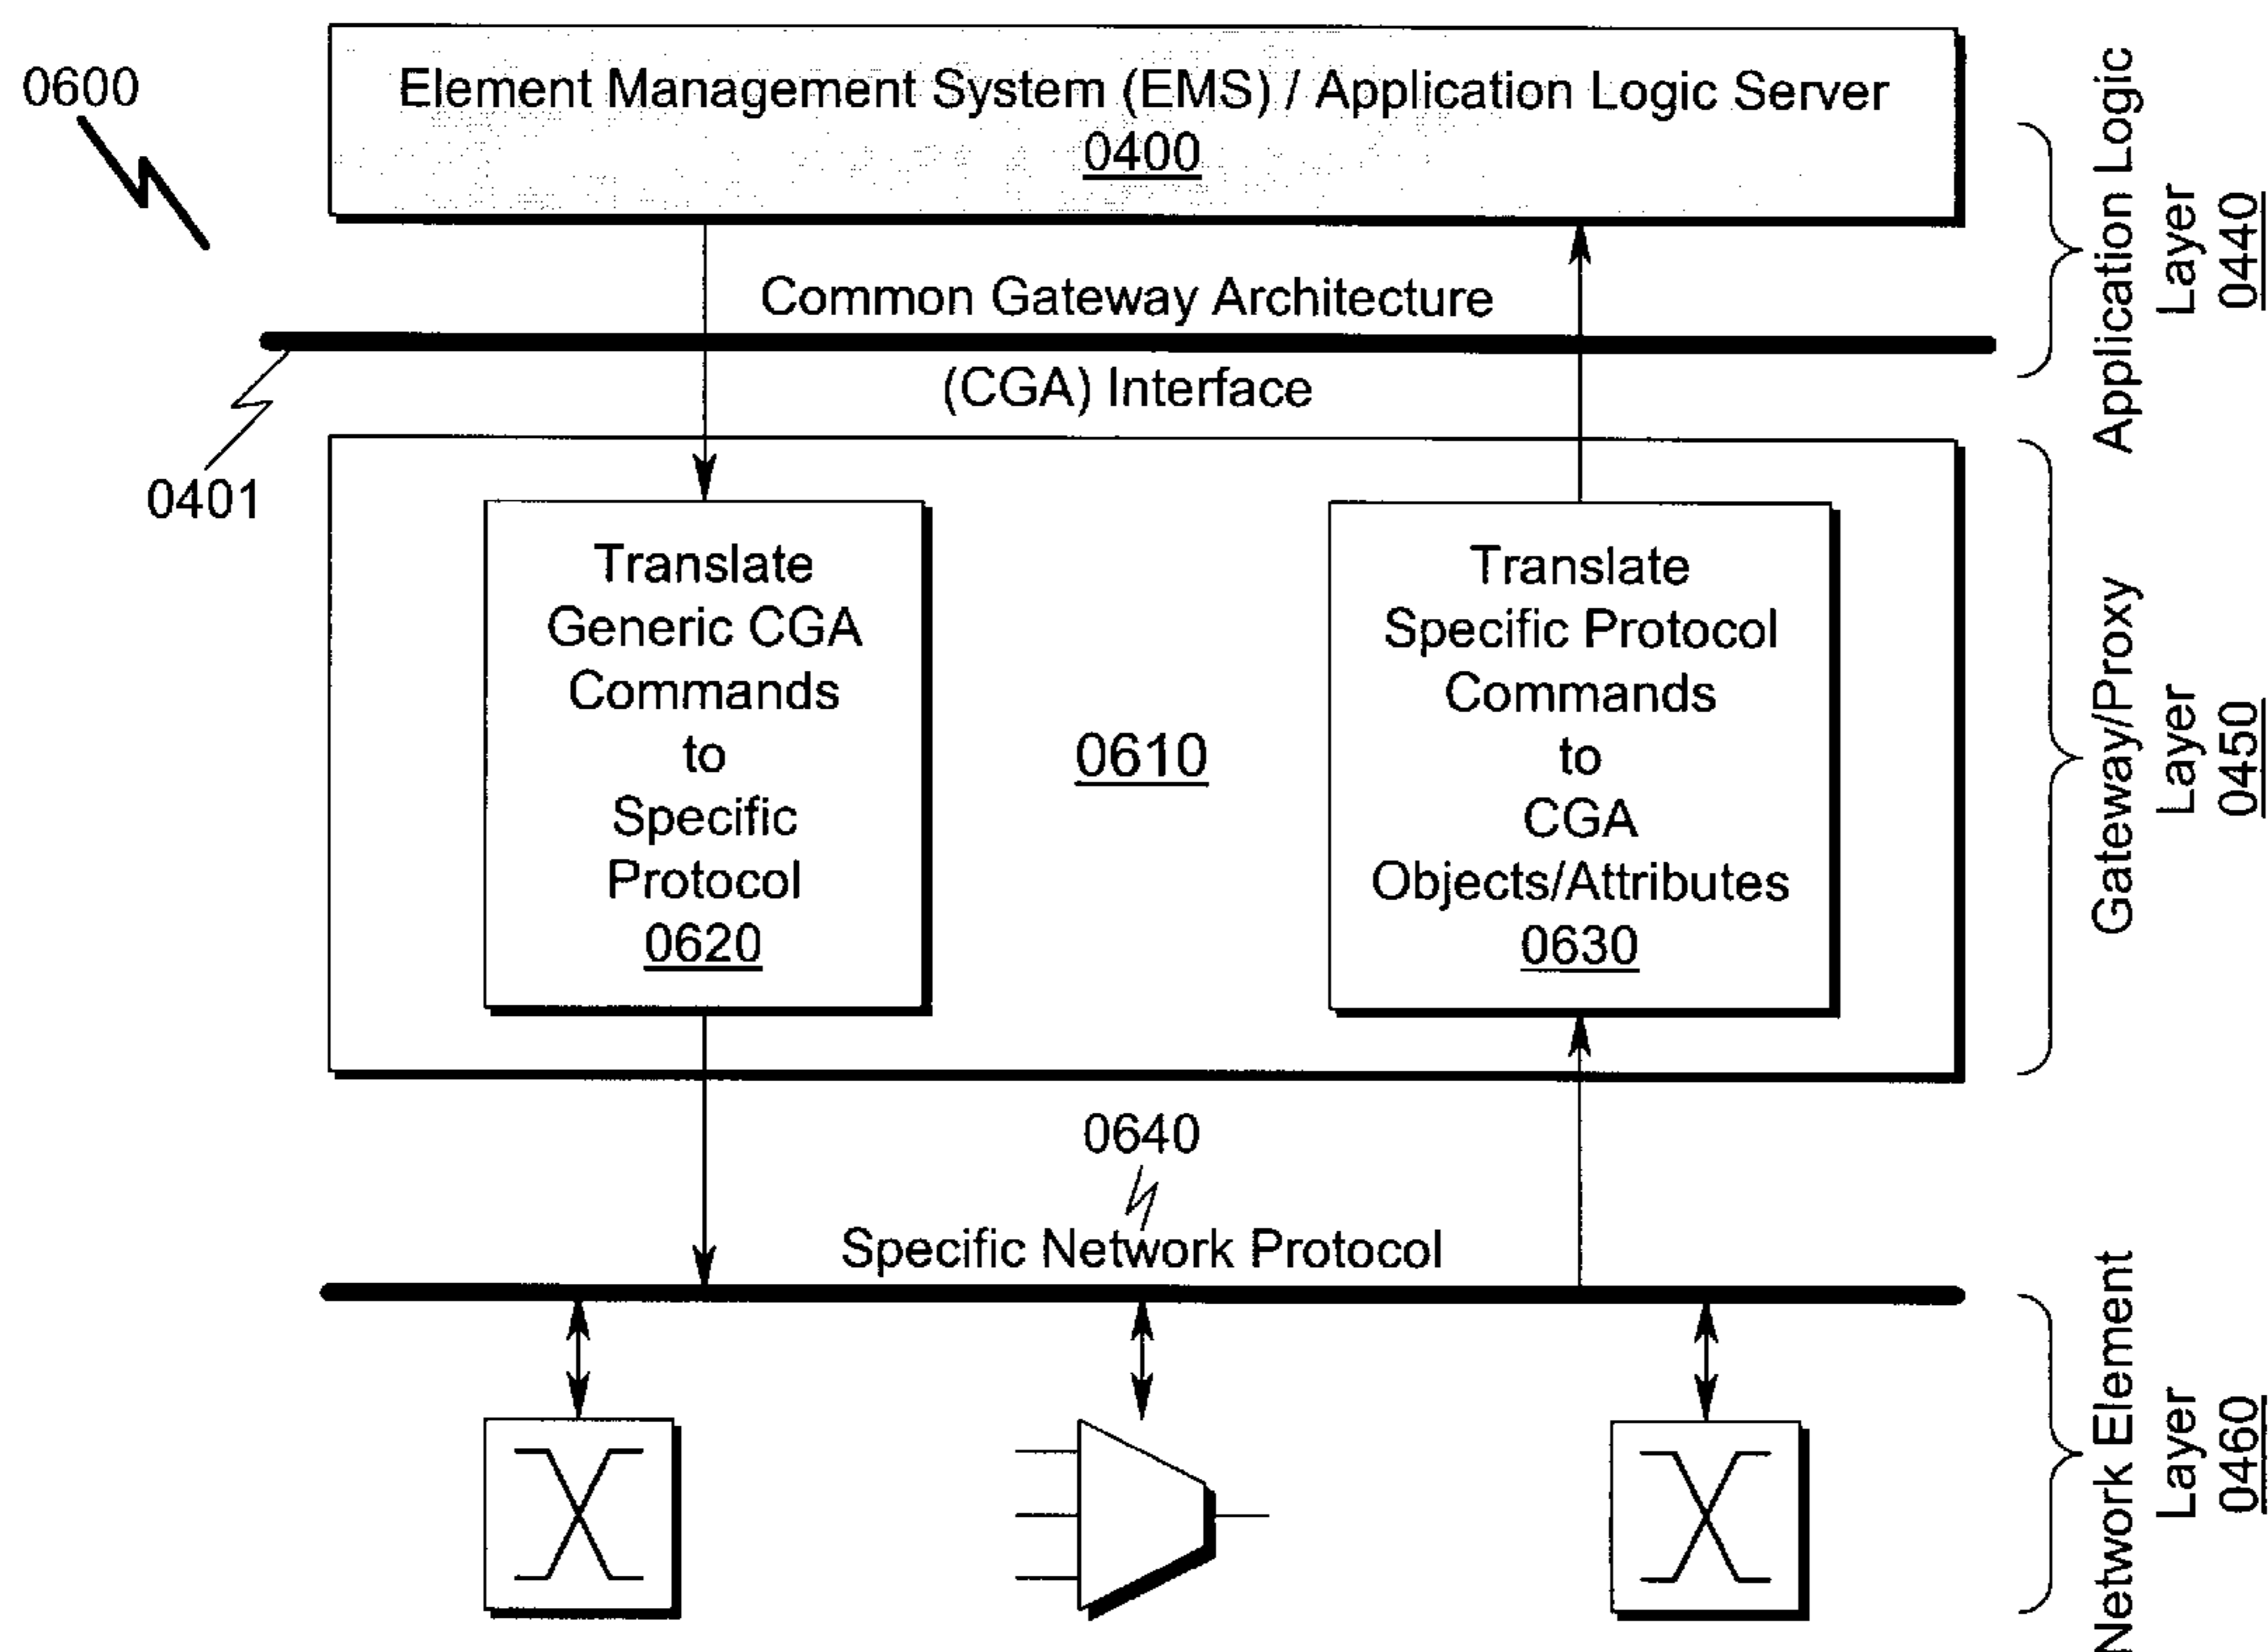 0600
Element Management System (EMS) / Application Logic Server
0400
Common Gateway Architecture
(CGA) Interface
0401
Application Logic
Layer
0440
Translate
Generic CGA
Commands
to
Specific
Protocol
0620
0610
Translate
Specific Protocol
Commands
to
CGA
Objects/Attributes
0630
Gateway/Proxy
Layer
0450
0640
Specific Network Protocol
Network Element
Layer
0460